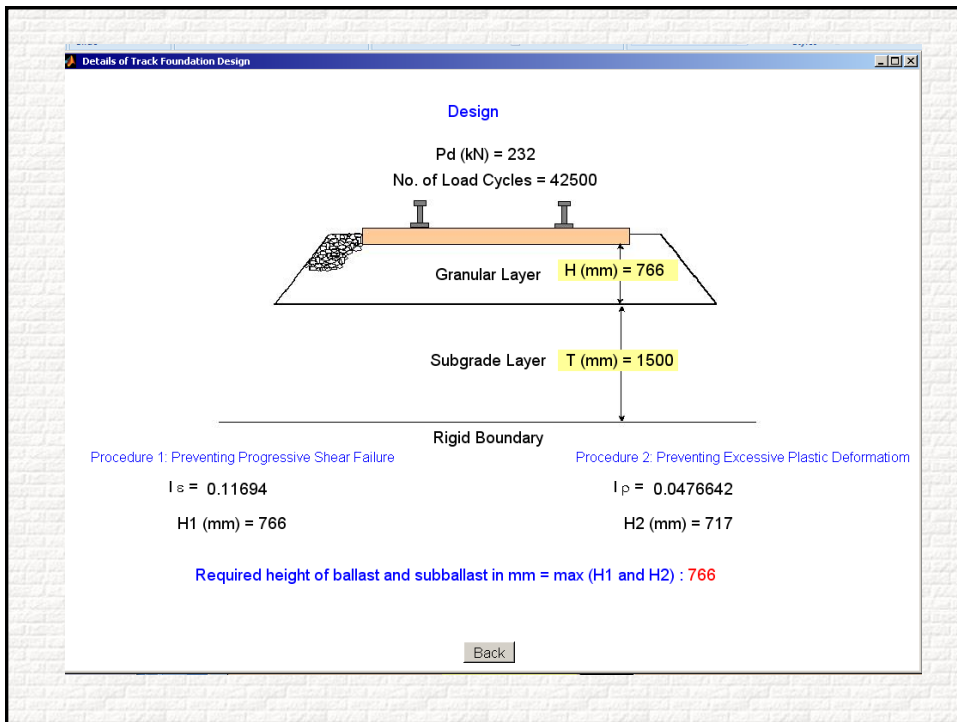 Details of Track Foundation Design
Design
Pd (kN) = 232
No. of Load Cycles = 42500
Granular Layer H (mm) = 766
Subgrade Layer T (mm) = 1500
Rigid Boundary
Procedure 1: Preventing Progressive Shear Failure
Procedure 2: Preventing Excessive Plastic Deformatiom
I ε = 0.11694
I ρ = 0.0476642
H1 (mm) = 766
H2 (mm) = 717
Required height of ballast and subballast in mm = max (H1 and H2) : 766
Back